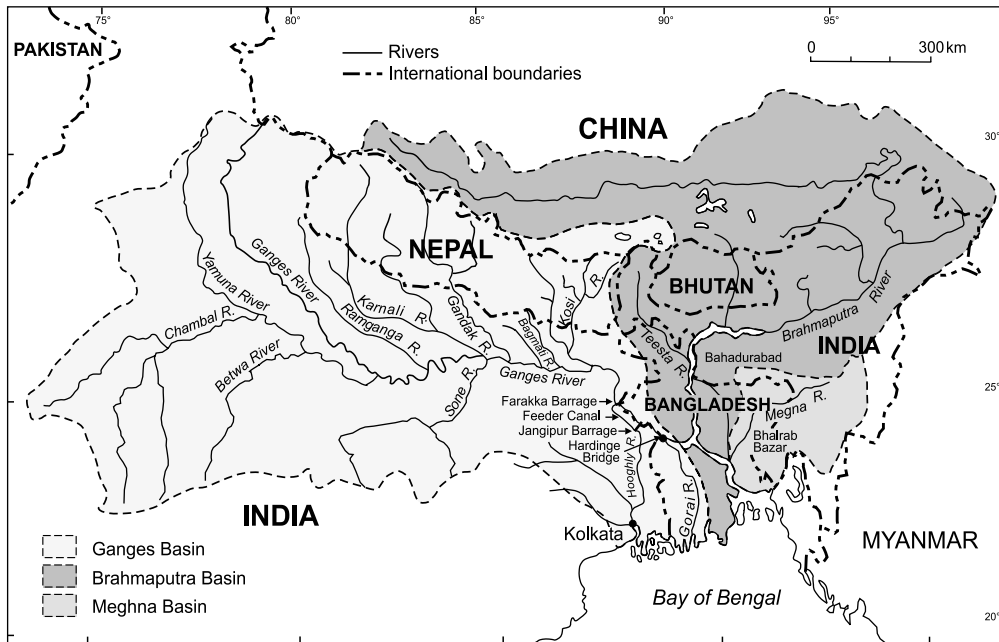 75°
80°
85°
90°
95°
PAKISTAN
Rivers
International boundaries
0 300 km
CHINA
30°
30°
NEPAL
BHUTAN
INDIA
BANGLADESH
Yamuna River
Ganges River
Chambal R.
Betwa River
Karnali R.
Ramganga R.
Gandak R.
Bagmati R.
Kosi R.
Sone R.
Ganges River
Teesta R.
Brahmaputra River
Bahadurabad
25°
Megna R.
Bhairab
Bazar
Farakka Barrage
Feeder Canal
Jangipur Barrage
Hardinge
Bridge
Hooghly R.
Gorai R.
INDIA
Kolkata
MYANMAR
Ganges Basin
Brahmaputra Basin
Meghna Basin
Bay of Bengal
20°